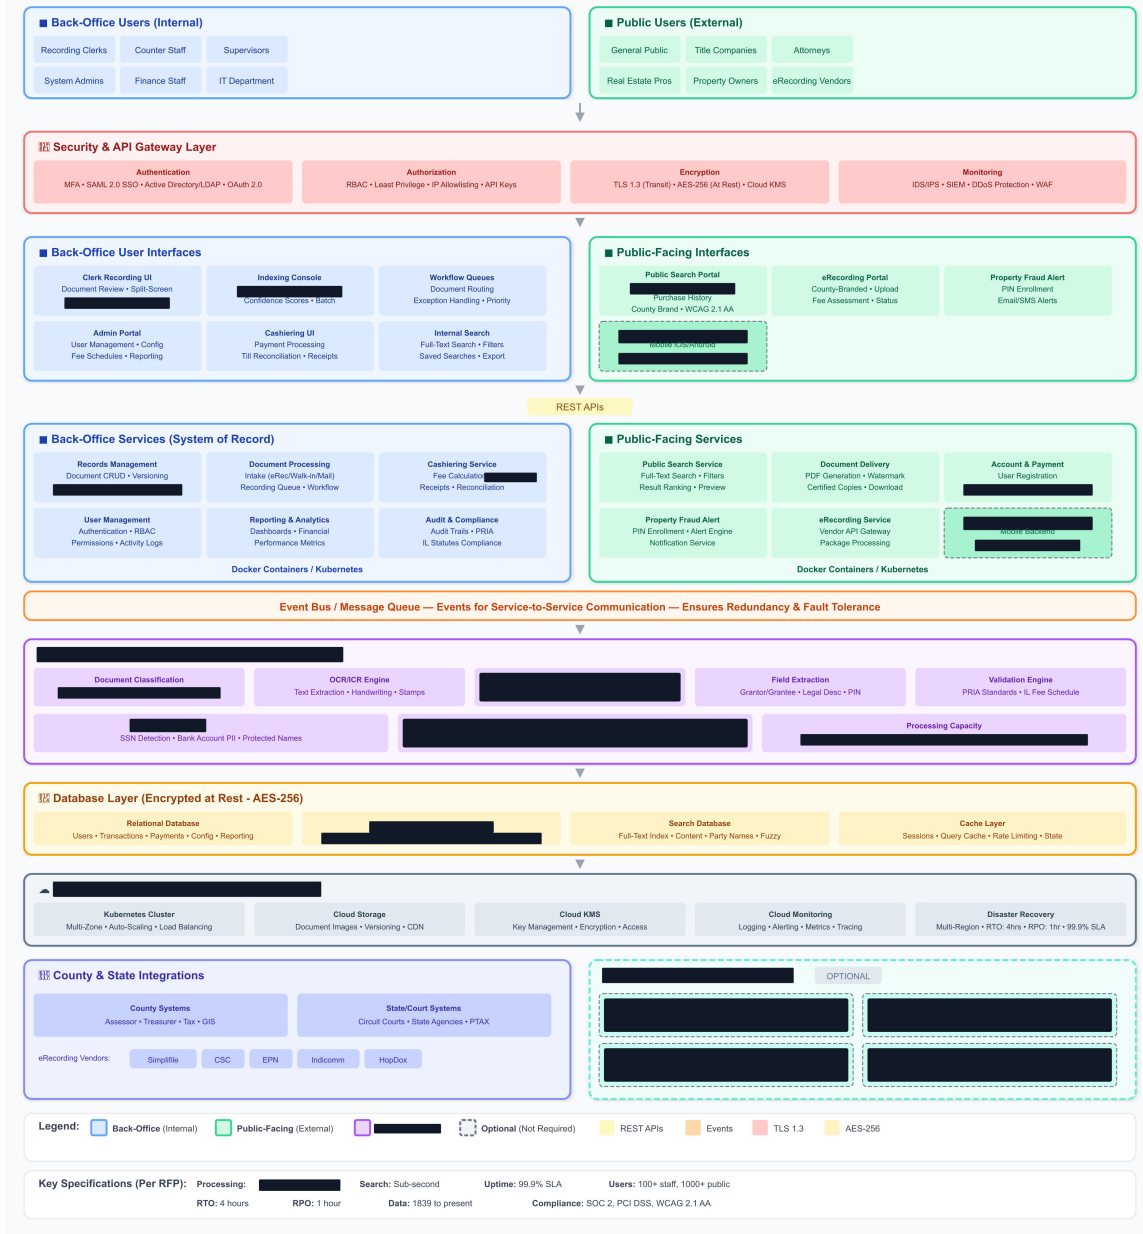 Back-Office Users (Internal)
Recording Clerks
Counter Staff
Supervisors
System Admins
Finance Staff
IT Department
Public Users (External)
General Public
Title Companies
Attorneys
Real Estate Pros
Property Owners
eRecording Vendors
Security & API Gateway Layer
Authentication
MFA • SAML 2.0 SSO • Active Directory/LDAP • OAuth 2.0
Authorization
RBAC • Least Privilege • IP Allowlisting • API Keys
Encryption
TLS 1.3 (Transit) • AES-256 (At Rest) • Cloud KMS
Monitoring
IDS/IPS • SIEM • DDoS Protection • WAF
Back-Office User Interfaces
Clerk Recording UI
Document Review • Split-Screen
Indexing Console
Confidence Scores • Batch
Workflow Queues
Document Routing
Exception Handling • Priority
Admin Portal
User Management • Config
Fee Schedules • Reporting
Cashiering UI
Payment Processing
Till Reconciliation • Receipts
Internal Search
Full-Text Search • Filters
Saved Searches • Export
Public-Facing Interfaces
Public Search Portal
Purchase History
County Brand • WCAG 2.1 AA
eRecording Portal
County-Branded • Upload
Fee Assessment • Status
Property Fraud Alert
PIN Enrollment
Email/SMS Alerts
Mobile iOS/Android
REST APIs
Back-Office Services (System of Record)
Records Management
Document CRUD • Versioning
Document Processing
Intake (eRec/Walk-in/Mail)
Recording Queue • Workflow
Cashiering Service
Fee Calculation
Receipts • Reconciliation
User Management
Authentication • RBAC
Permissions • Activity Logs
Reporting & Analytics
Dashboards • Financial
Performance Metrics
Audit & Compliance
Audit Trails • PRIA
IL Statutes Compliance
Docker Containers / Kubernetes
Public-Facing Services
Public Search Service
Full-Text Search • Filters
Result Ranking • Preview
Document Delivery
PDF Generation • Watermark
Certified Copies • Download
Account & Payment
User Registration
Property Fraud Alert
PIN Enrollment • Alert Engine
Notification Service
eRecording Service
Vendor API Gateway
Package Processing
Mobile Backend
Docker Containers / Kubernetes
Event Bus / Message Queue — Events for Service-to-Service Communication — Ensures Redundancy & Fault Tolerance
Document Classification
OCR/ICR Engine
Text Extraction • Handwriting • Stamps
Field Extraction
Grantor/Grantee • Legal Desc • PIN
Validation Engine
PRIA Standards • IL Fee Schedule
SSN Detection • Bank Account PII • Protected Names
Processing Capacity
Database Layer (Encrypted at Rest - AES-256)
Relational Database
Users • Transactions • Payments • Config • Reporting
Search Database
Full-Text Index • Content • Party Names • Fuzzy
Cache Layer
Sessions • Query Cache • Rate Limiting • State
Kubernetes Cluster
Multi-Zone • Auto-Scaling • Load Balancing
Cloud Storage
Document Images • Versioning • CDN
Cloud KMS
Key Management • Encryption • Access
Cloud Monitoring
Logging • Alerting • Metrics • Tracing
Disaster Recovery
Multi-Region • RTO: 4hrs • RPO: 1hr • 99.9% SLA
County & State Integrations
County Systems
Assessor • Treasurer • Tax • GIS
State/Court Systems
Circuit Courts • State Agencies • PTAX
eRecording Vendors:
Simplifile
CSC
EPN
Indicomm
HopDox
OPTIONAL
Legend:
Back-Office (Internal)
Public-Facing (External)
Optional (Not Required)
REST APIs
Events
TLS 1.3
AES-256
Key Specifications (Per RFP):
Processing:
Search: Sub-second
Uptime: 99.9% SLA
Users: 100+ staff, 1000+ public
RTO: 4 hours
RPO: 1 hour
Data: 1839 to present
Compliance: SOC 2, PCI DSS, WCAG 2.1 AA